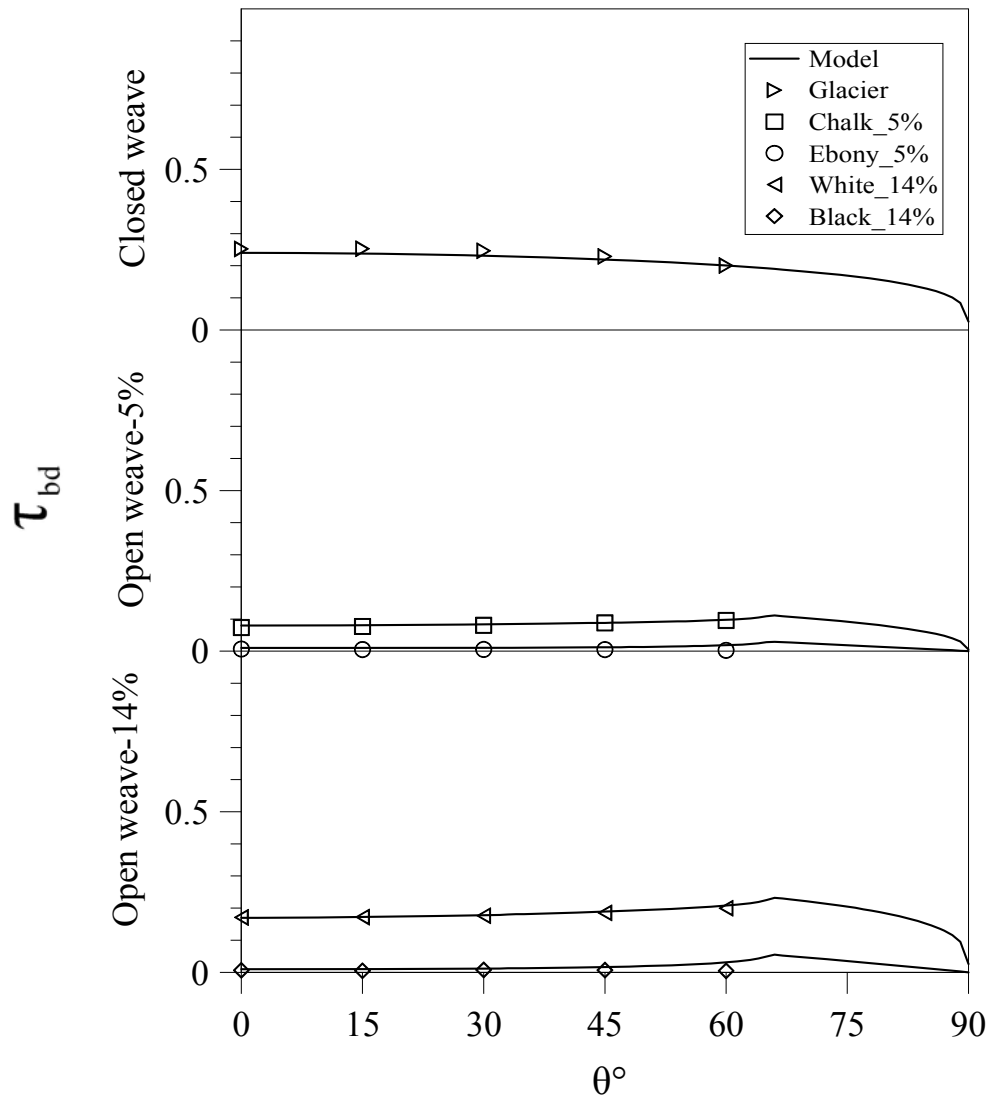 Closed weave
0.5
0
Model
Glacier
Chalk_5%
Ebony_5%
White_14%
Black_14%
τbd
Open weave-5%
0.5
0
Open weave-14%
0.5
0
0 15 30 45 60 75 90
θ°